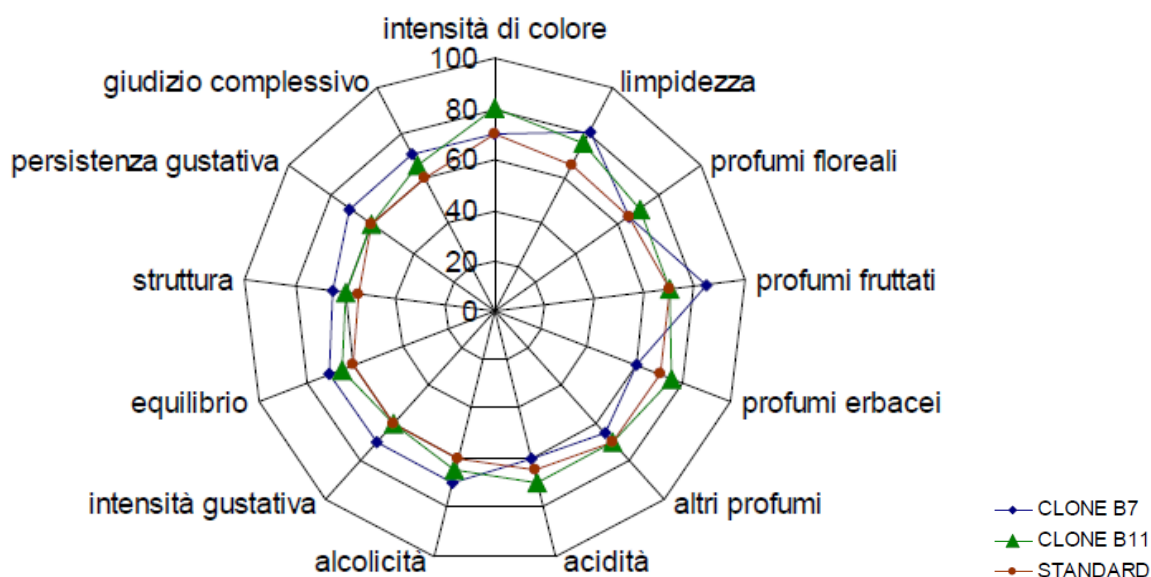 intensità di colore
100
80
60
40
20
0
limpidezza
profumi floreali
profumi fruttati
profumi erbacei
altri profumi
acidità
alcolicità
intensità gustativa
equilibrio
struttura
persistenza gustativa
giudizio complessivo
CLONE B7
CLONE B11
STANDARD